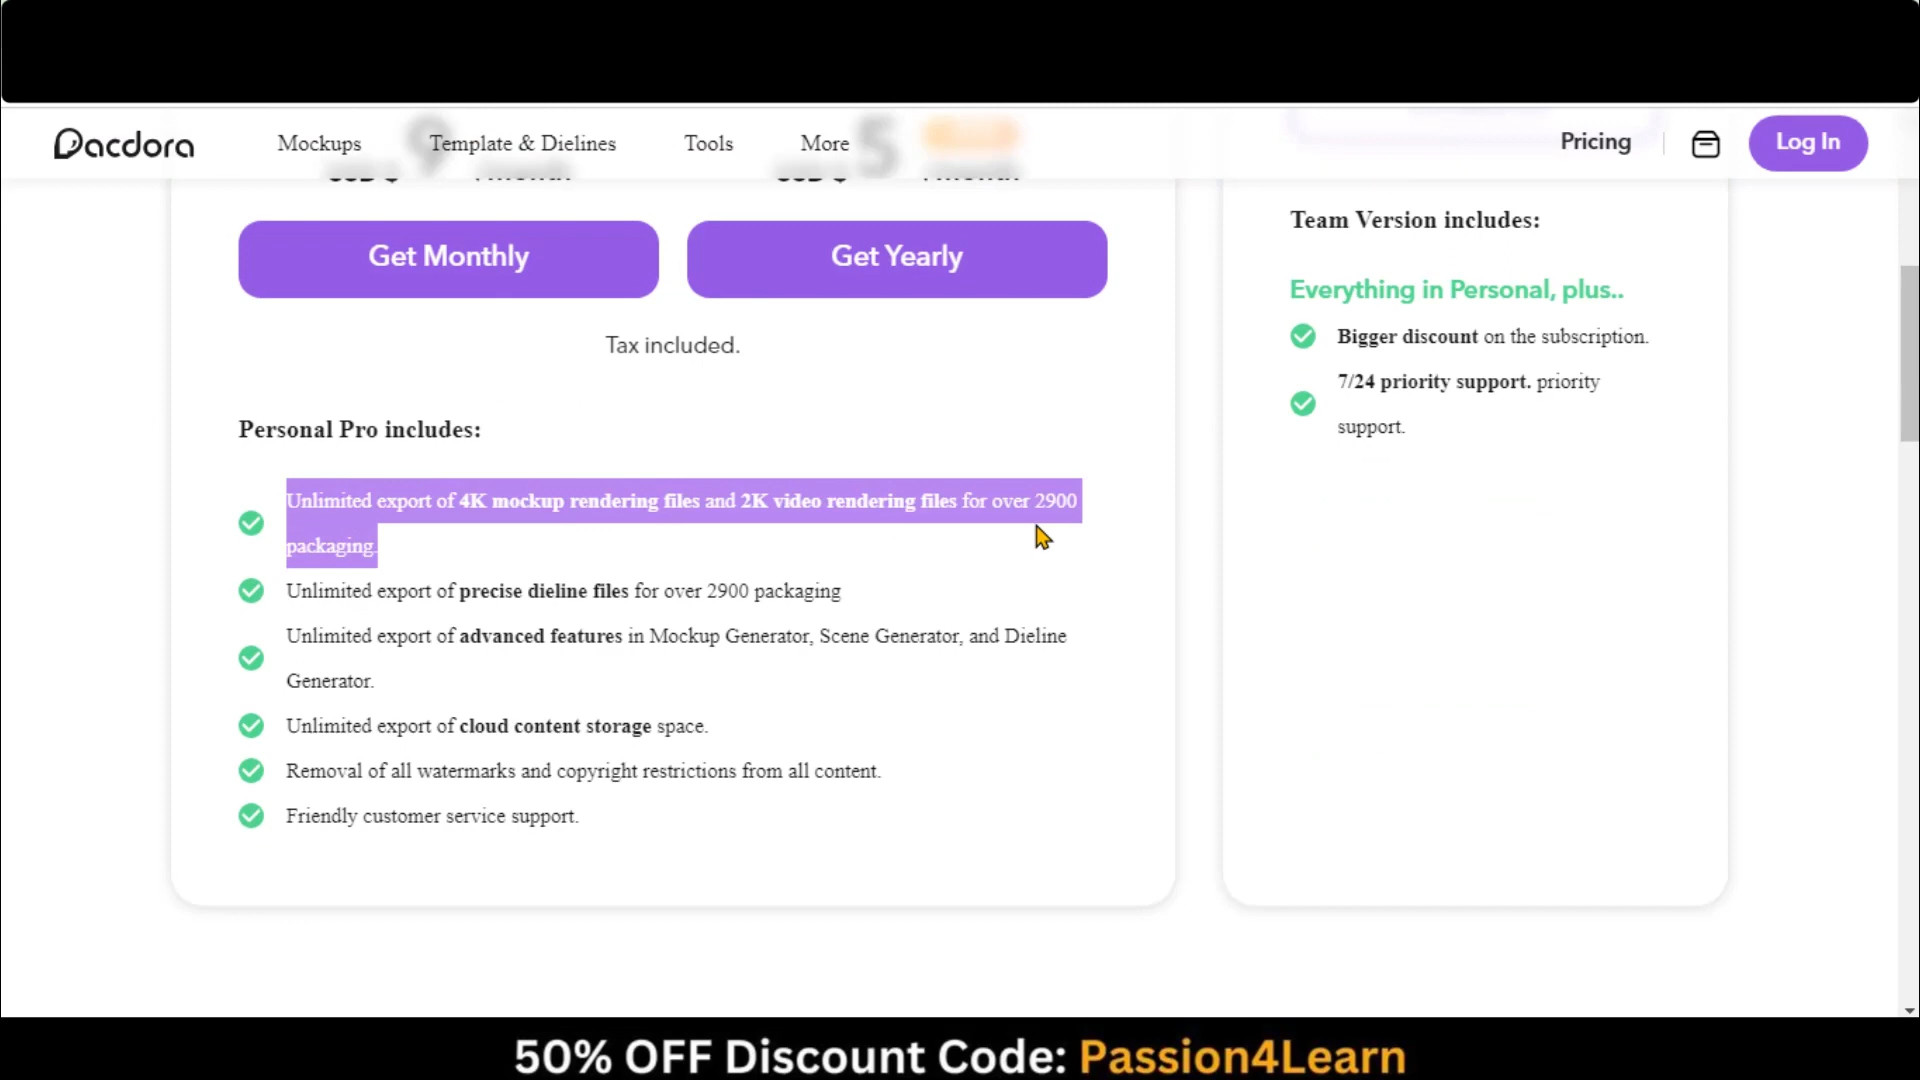 Pacdora
Mockups
Template & Dielines
Tools
More
Pricing
Log In
9
5
Get Monthly
Get Yearly
Tax included.
Personal Pro includes:
Unlimited export of 4K mockup rendering files and 2K video rendering files for over 2900
packaging.
Unlimited export of precise dieline files for over 2900 packaging
Unlimited export of advanced features in Mockup Generator, Scene Generator, and Dieline
Generator.
Unlimited export of cloud content storage space.
Removal of all watermarks and copyright restrictions from all content.
Friendly customer service support.
Team Version includes:
Everything in Personal, plus..
Bigger discount on the subscription.
7/24 priority support. priority
support.
50% OFF Discount Code: Passion4Learn